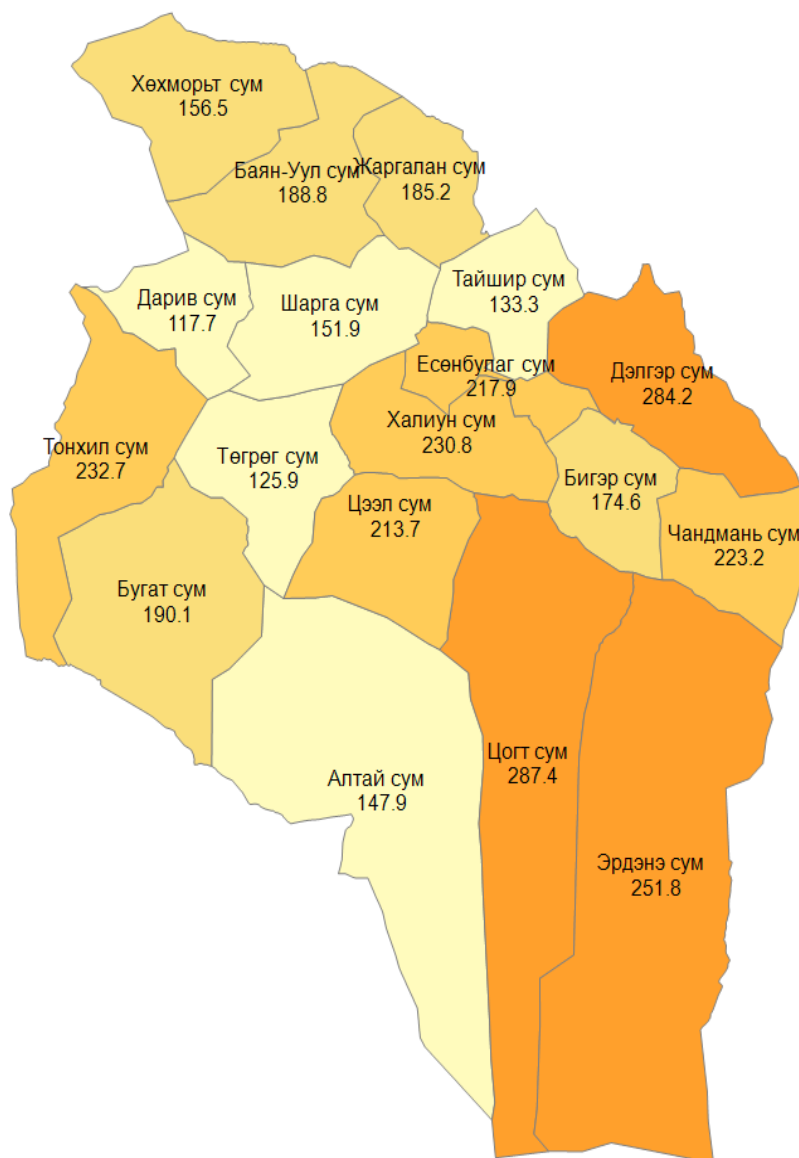 Хөхморьт сум
156.5
Баян-Уул сум
188.8
Жаргалан сум
185.2
Тайшир сум
133.3
Дарив сум
117.7
Шарга сум
151.9
Есөнбулаг сум
217.9
Дэлгэр сум
284.2
Халиун сум
230.8
Тонхил сум
232.7
Төгрөг сум
125.9
Бигэр сум
174.6
Цээл сум
213.7
Чандмань сум
223.2
Бугат сум
190.1
Цогт сум
287.4
Алтай сум
147.9
Эрдэнэ сум
251.8